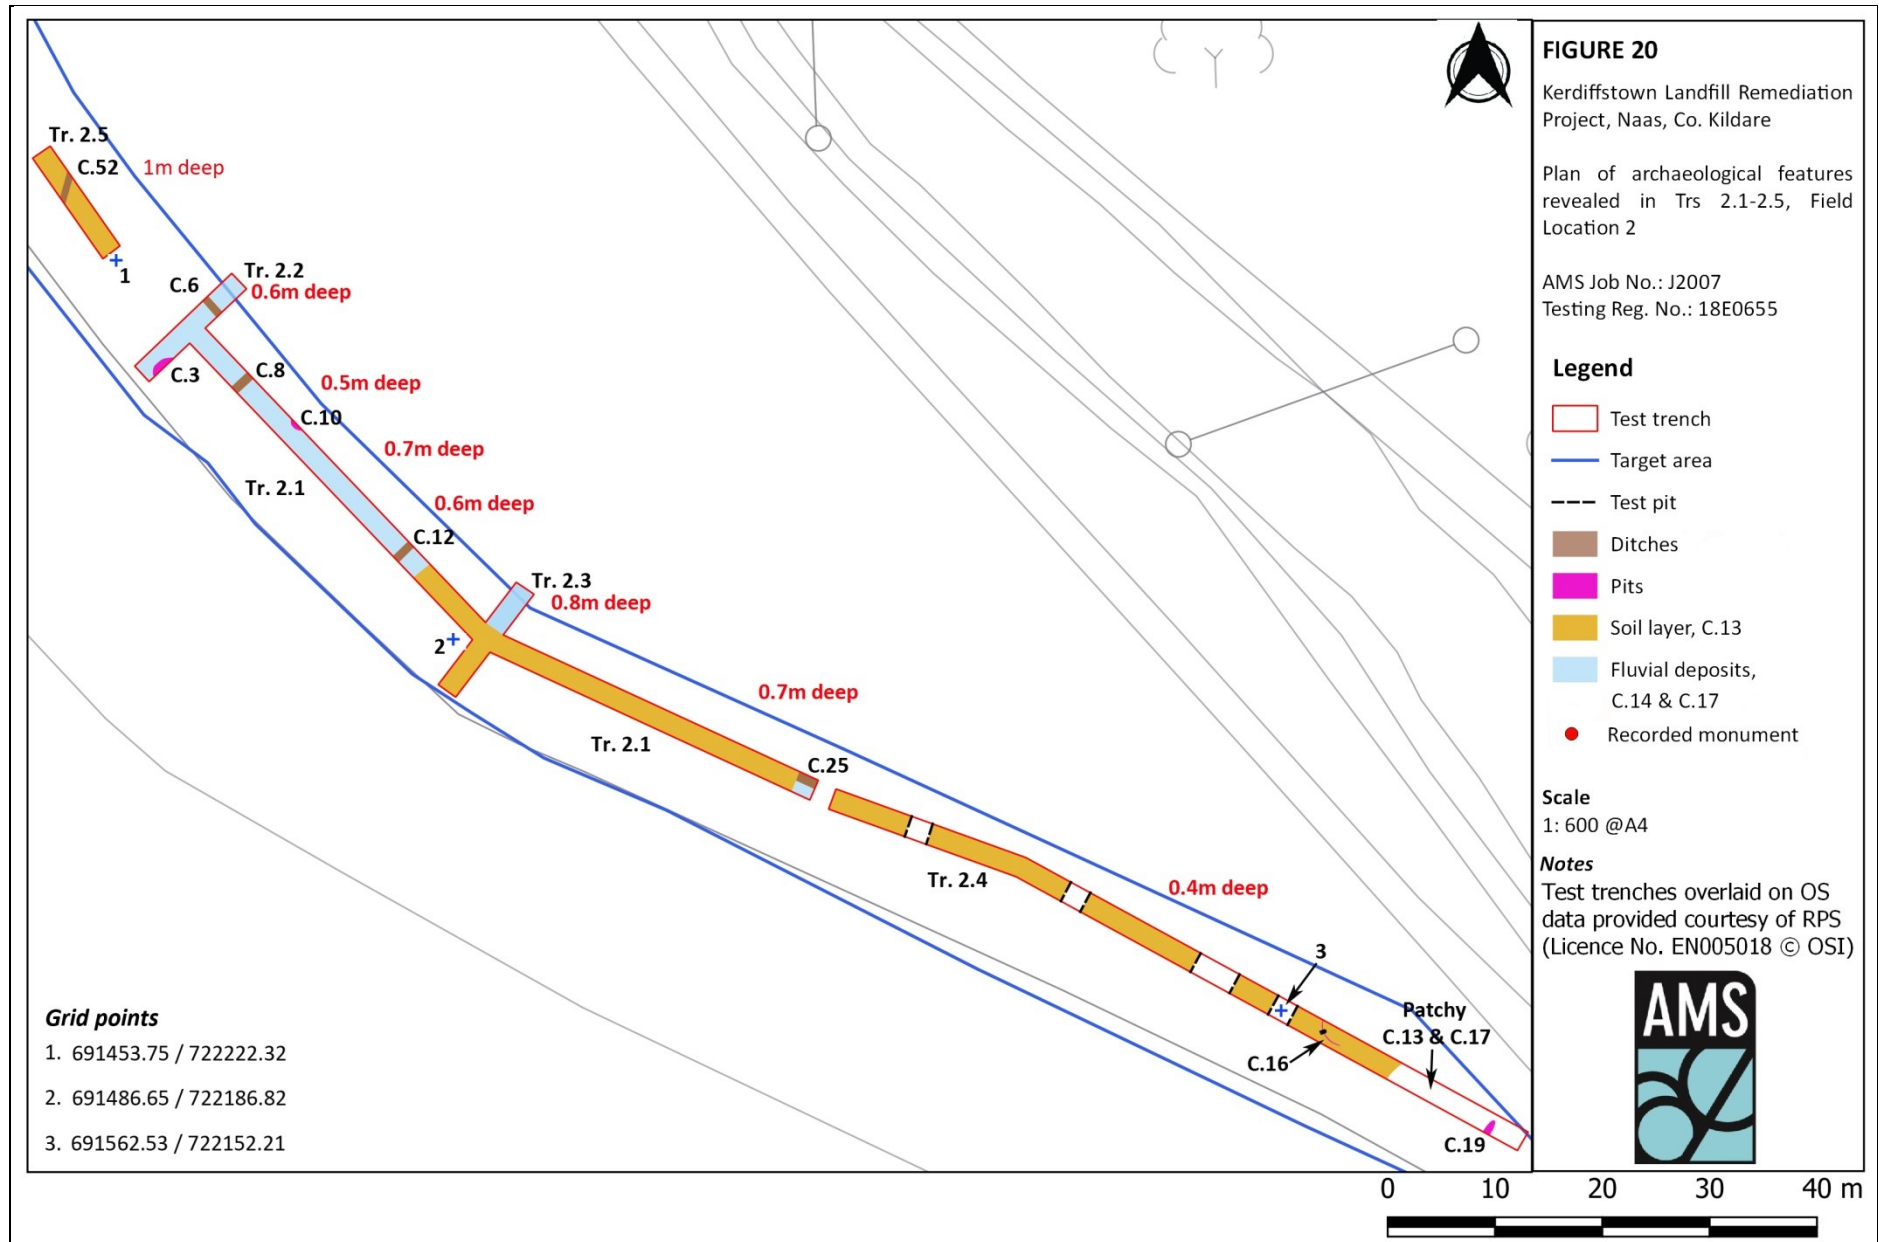 Tr. 2.5
C.52
1m deep
1
C.6
Tr. 2.2
0.6m deep
C.3
C.8
0.5m deep
C.10
0.7m deep
Tr. 2.1
0.6m deep
C.12
Tr. 2.3
0.8m deep
2
0.7m deep
Tr. 2.1
C.25
Tr. 2.4
0.4m deep
3
Patchy
C.13 & C.17
C.16
C.19
Grid points
1. 691453.75 / 722222.32
2. 691486.65 / 722186.82
3. 691562.53 / 722152.21
FIGURE 20
Kerdiffstown Landfill Remediation
Project, Naas, Co. Kildare
Plan of archaeological features
revealed in Trs 2.1-2.5, Field
Location 2
AMS Job No.: J2007
Testing Reg. No.: 18E0655
Legend
Test trench
Target area
Test pit
Ditches
Pits
Soil layer, C.13
Fluvial deposits,
C.14 & C.17
Recorded monument
Scale
1: 600 @A4
Notes
Test trenches overlaid on OS
data provided courtesy of RPS
(Licence No. EN005018 © OSI)
AMS
0 10 20 30 40 m